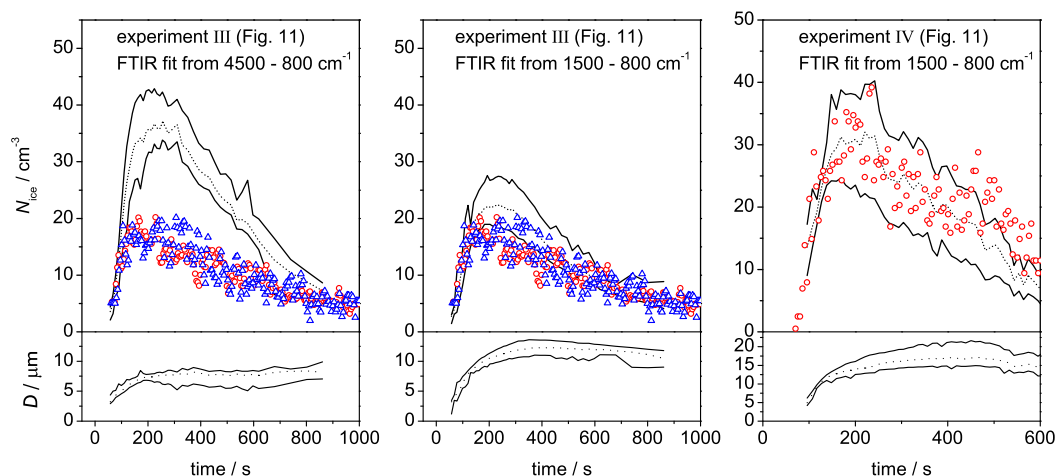 experiment III (Fig. 11)
FTIR fit from 4500 - 800 cm⁻¹
experiment III (Fig. 11)
FTIR fit from 1500 - 800 cm⁻¹
experiment IV (Fig. 11)
FTIR fit from 1500 - 800 cm⁻¹
N_ice / cm⁻³
50
40
30
20
10
0
50
40
30
20
10
0
50
40
30
20
10
0
D / µm
10
5
0
10
5
0
20
15
10
5
0
0 200 400 600 800 1000
0 200 400 600 800 1000
0 200 400 600
time / s
time / s
time / s